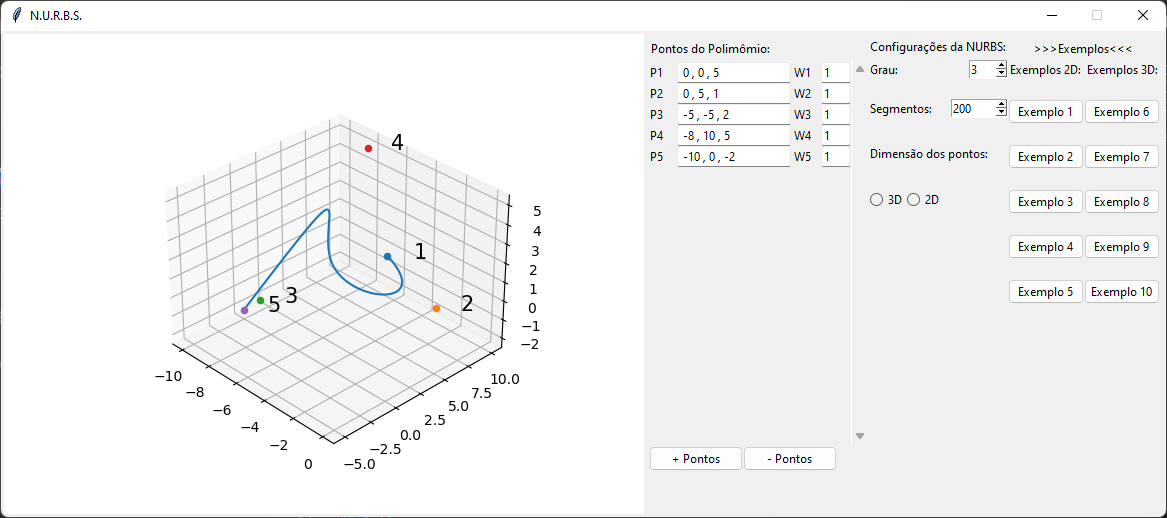 N.U.R.B.S.
4
1
3
5
2
5
4
3
2
1
0
−1
−2
−10
−8
−6
−4
−2
0
−5.0
−2.5
0.0
2.5
5.0
7.5
10.0
Pontos do Polimômio:
P1 0 , 0 , 5 W1 1
P2 0 , 5 , 1 W2 1
P3 -5 , -5 , 2 W3 1
P4 -8 , 10 , 5 W4 1
P5 -10 , 0 , -2 W5 1
+ Pontos - Pontos
Configurações da NURBS: >>>Exemplos<<<
Grau: 3 Exemplos 2D: Exemplos 3D:
Segmentos: 200 Exemplo 1 Exemplo 6
Dimensão dos pontos: Exemplo 2 Exemplo 7
3D 2D Exemplo 3 Exemplo 8
Exemplo 4 Exemplo 9
Exemplo 5 Exemplo 10